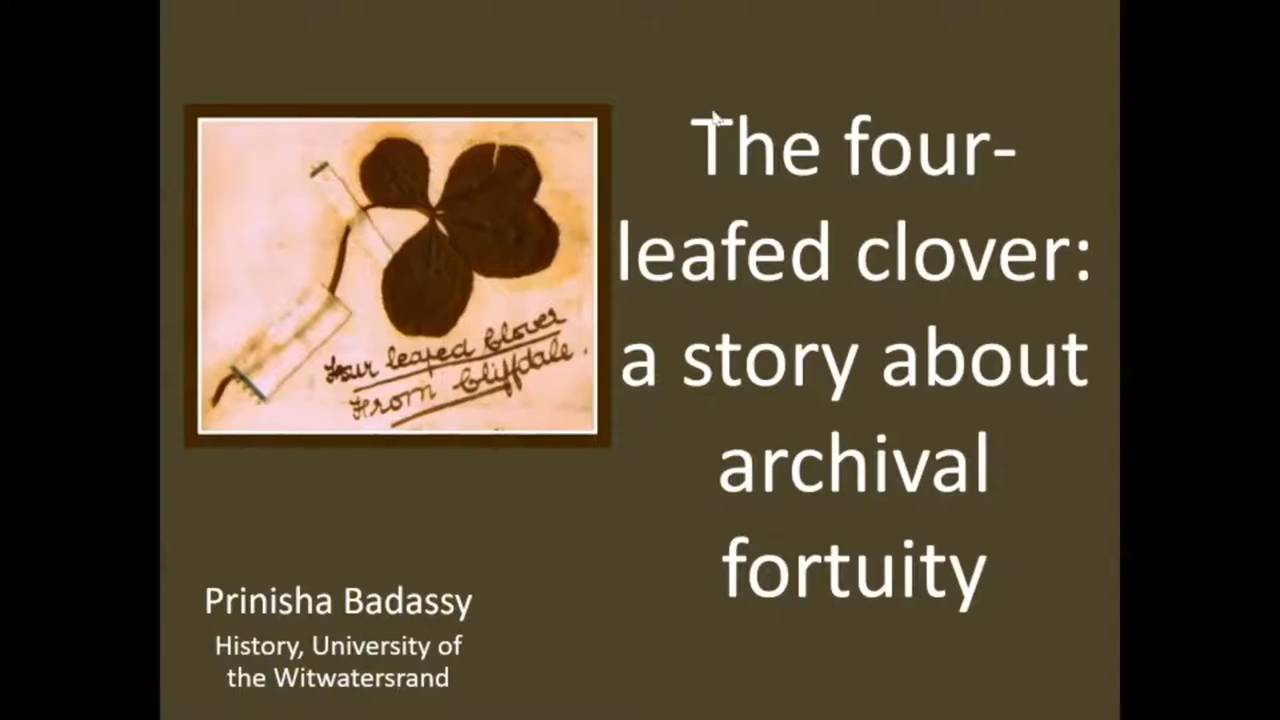 The four-
leafed clover:
a story about
archival
fortuity
Four leafed Clover
From Cliffdale.
Prinisha Badassy
History, University of
the Witwatersrand